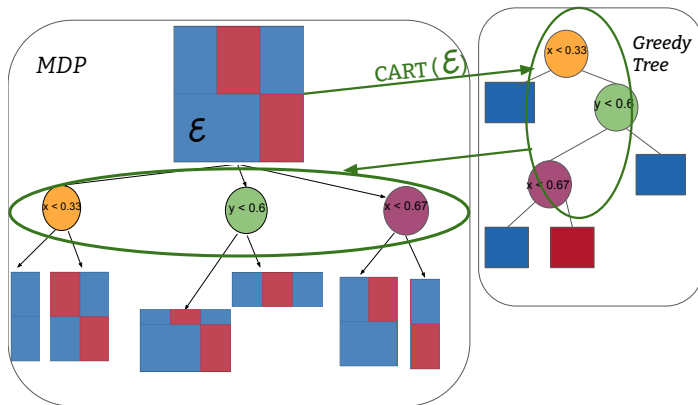 MDP
ℰ
CART (ℰ)
x < 0.33
y < 0.6
x < 0.67
Greedy
Tree
x < 0.33
y < 0.6
x < 0.67